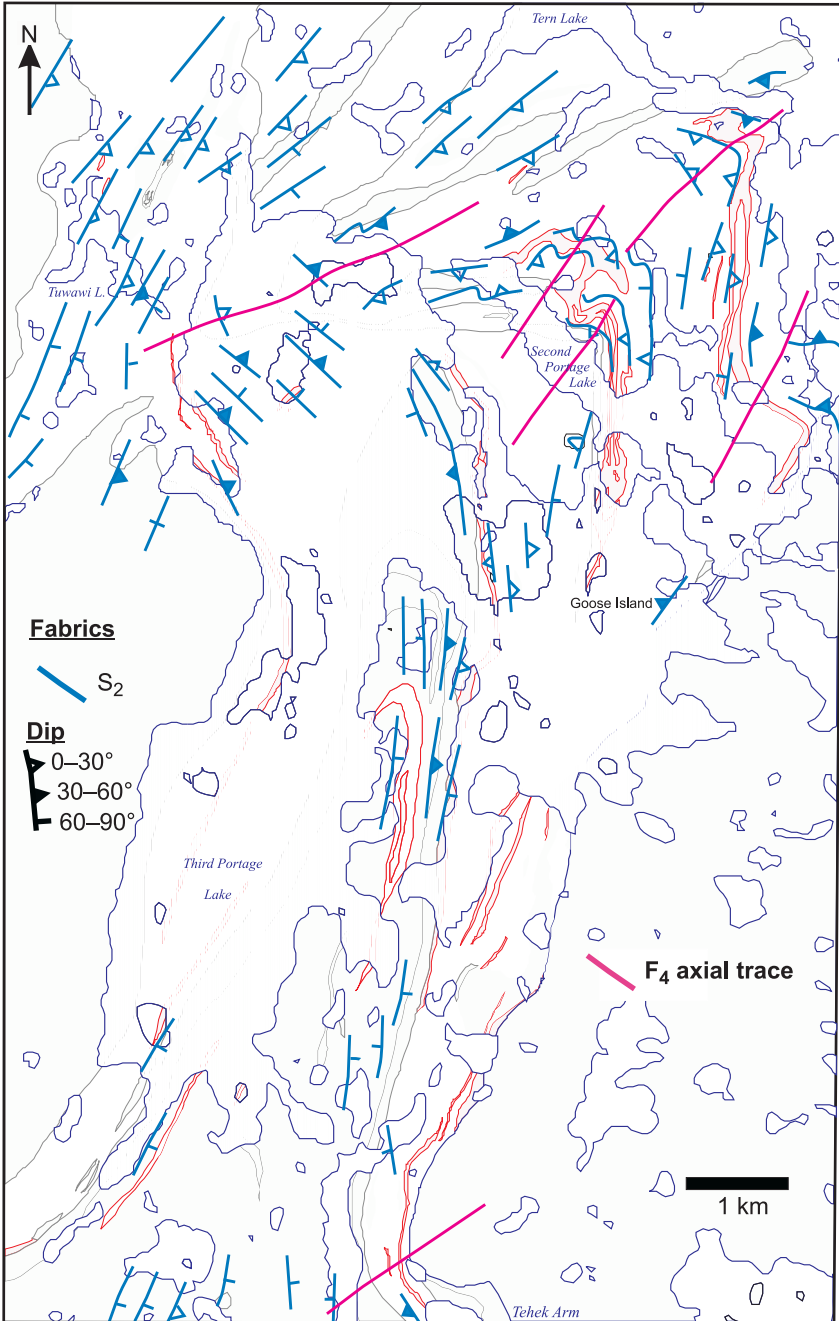 Tern Lake
N
Tuwawi L.
Second
Portage
Lake
Goose Island
Fabrics
S2
Dip
0–30°
30–60°
60–90°
Third Portage
Lake
F4 axial trace
1 km
Tehek Arm